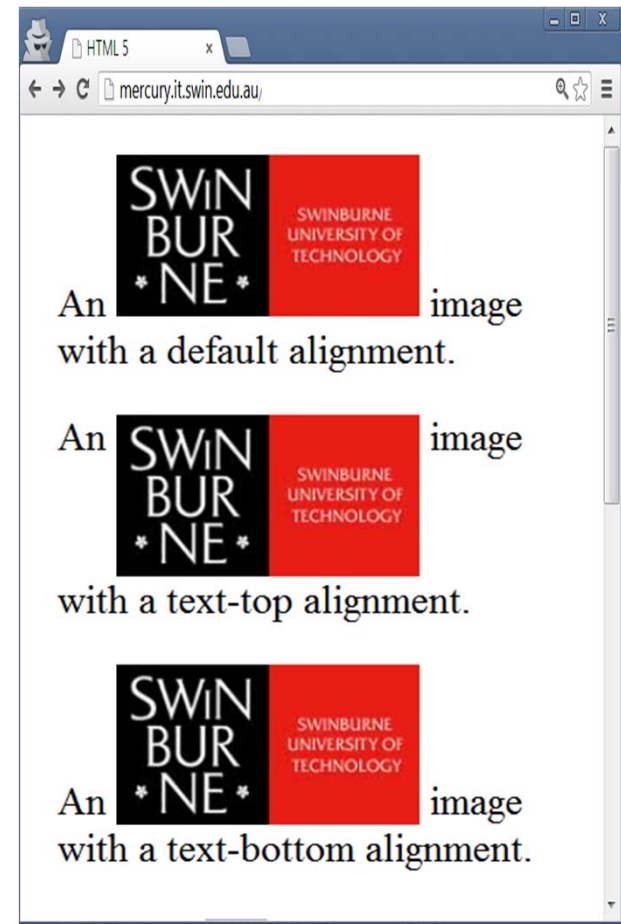 HTML 5 x
mercury.it.swin.edu.au/
SWiN
BUR
* NE *
SWINBURNE
UNIVERSITY OF
TECHNOLOGY
An image
with a default alignment.
An image
SWiN
BUR
* NE *
SWINBURNE
UNIVERSITY OF
TECHNOLOGY
with a text-top alignment.
SWiN
BUR
* NE *
SWINBURNE
UNIVERSITY OF
TECHNOLOGY
An image
with a text-bottom alignment.